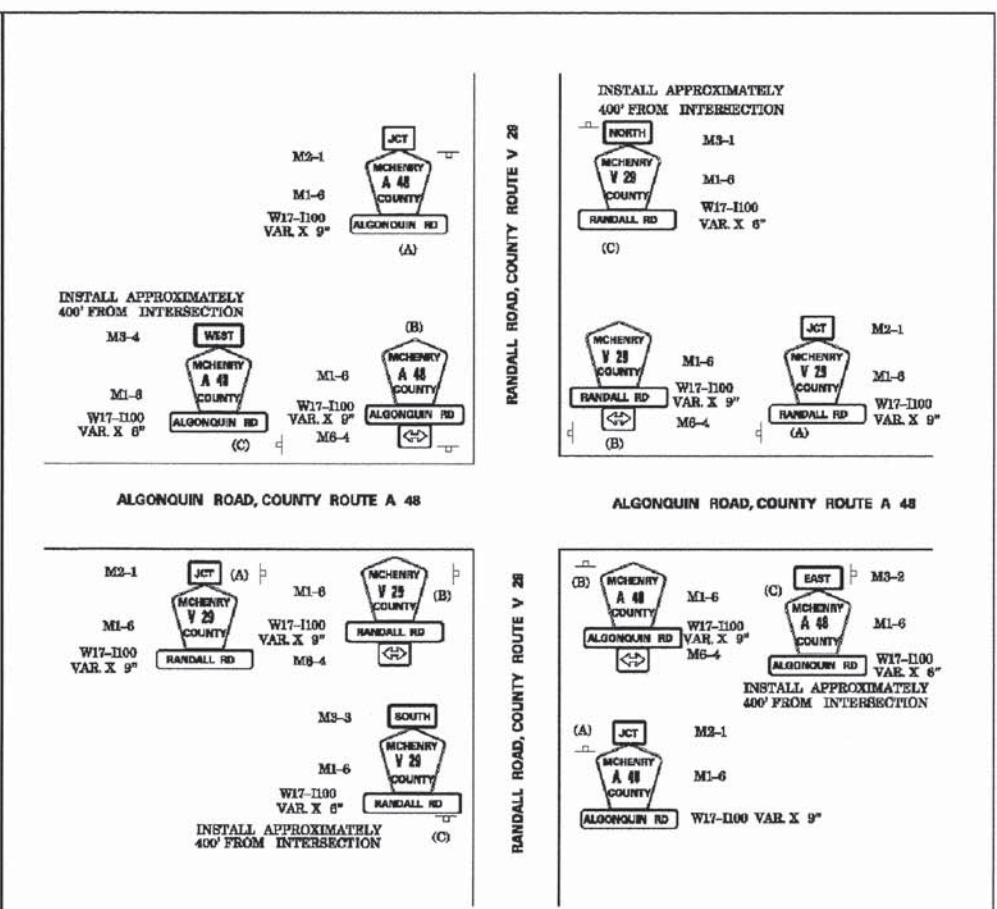 JCT
M2-1
MCHENRY
A 48
COUNTY
M1-6
W17-I100
VAR. X 9"
ALGONQUIN RD
(A)
INSTALL APPROXIMATELY
400' FROM INTERSECTION
M3-4
WEST
MCHENRY
A 48
COUNTY
M1-6
W17-I100
VAR. X 6"
ALGONQUIN RD
(C)
(B)
MCHENRY
A 48
COUNTY
M1-6
W17-I100
VAR. X 9"
ALGONQUIN RD
M6-4
RANDALL ROAD, COUNTY ROUTE V 29
INSTALL APPROXIMATELY
400' FROM INTERSECTION
NORTH
M3-1
MCHENRY
V 29
COUNTY
M1-6
W17-I100
VAR. X 6"
RANDALL RD
(C)
MCHENRY
V 29
COUNTY
M1-6
W17-I100
VAR. X 9"
RANDALL RD
M6-4
(B)
JCT
M2-1
MCHENRY
V 29
COUNTY
M1-6
W17-I100
VAR. X 9"
RANDALL RD
(A)
ALGONQUIN ROAD, COUNTY ROUTE A 48
ALGONQUIN ROAD, COUNTY ROUTE A 48
M2-1
JCT
(A)
MCHENRY
V 29
COUNTY
M1-6
W17-I100
VAR. X 9"
RANDALL RD
MCHENRY
V 29
COUNTY
M1-6
(B)
W17-I100
VAR. X 9"
RANDALL RD
M6-4
M3-3
SOUTH
MCHENRY
V 29
COUNTY
M1-6
W17-I100
VAR. X 6"
RANDALL RD
INSTALL APPROXIMATELY
400' FROM INTERSECTION
(C)
RANDALL ROAD, COUNTY ROUTE V 29
(B)
MCHENRY
A 48
COUNTY
M1-6
W17-I100
VAR. X 9"
ALGONQUIN RD
M6-4
(C)
EAST
M3-2
MCHENRY
A 48
COUNTY
M1-6
ALGONQUIN RD
W17-I100
VAR. X 6"
INSTALL APPROXIMATELY
400' FROM INTERSECTION
(A)
JCT
M2-1
MCHENRY
A 48
COUNTY
M1-6
ALGONQUIN RD
W17-I100 VAR. X 9"